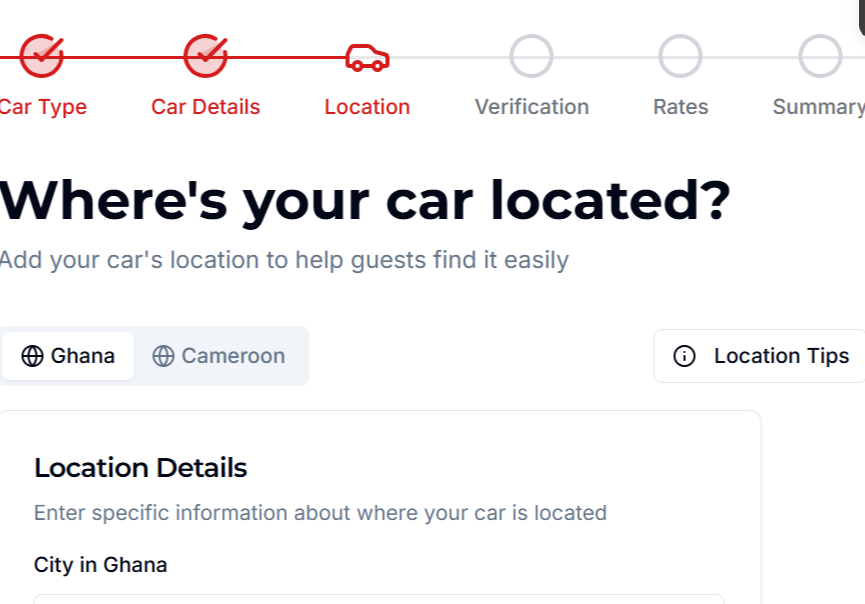 Car Type Car Details Location Verification Rates Summary
Where's your car located?
Add your car's location to help guests find it easily
Ghana Cameroon Location Tips
Location Details
Enter specific information about where your car is located
City in Ghana